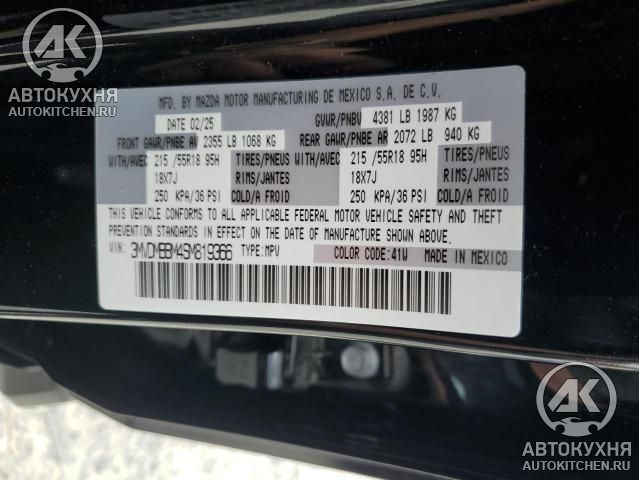 AK
АВТОКУХНЯ
AUTOKITCHEN.RU
MFD. BY MAZDA MOTOR MANUFACTURING DE MEXICO S.A. DE C.V.
DATE 02/25 GVWR/PNBV 4381 LB 1987 KG
FRONT GAWR/PNBE AV 2355 LB 1068 KG REAR GAWR/PNBE AR 2072 LB 940 KG
WITH/AVEC 215 /55R18 95H TIRES/PNEUS WITH/AVEC 215 /55R18 95H TIRES/PNEUS
18X7J RIMS/JANTES 18X7J RIMS/JANTES
250 KPA/36 PSI COLD/A FROID 250 KPA/36 PSI COLD/A FROID
THIS VEHICLE CONFORMS TO ALL APPLICABLE FEDERAL MOTOR VEHICLE SAFETY AND THEFT
PREVENTION STANDARDS IN EFFECT ON THE DATE OF MANUFACTURE SHOWN ABOVE.
VIN: 3MVDMBBM4SM819366 TYPE:MPV COLOR CODE:41W MADE IN MEXICO
AK
АВТОКУХНЯ
AUTOKITCHEN.RU